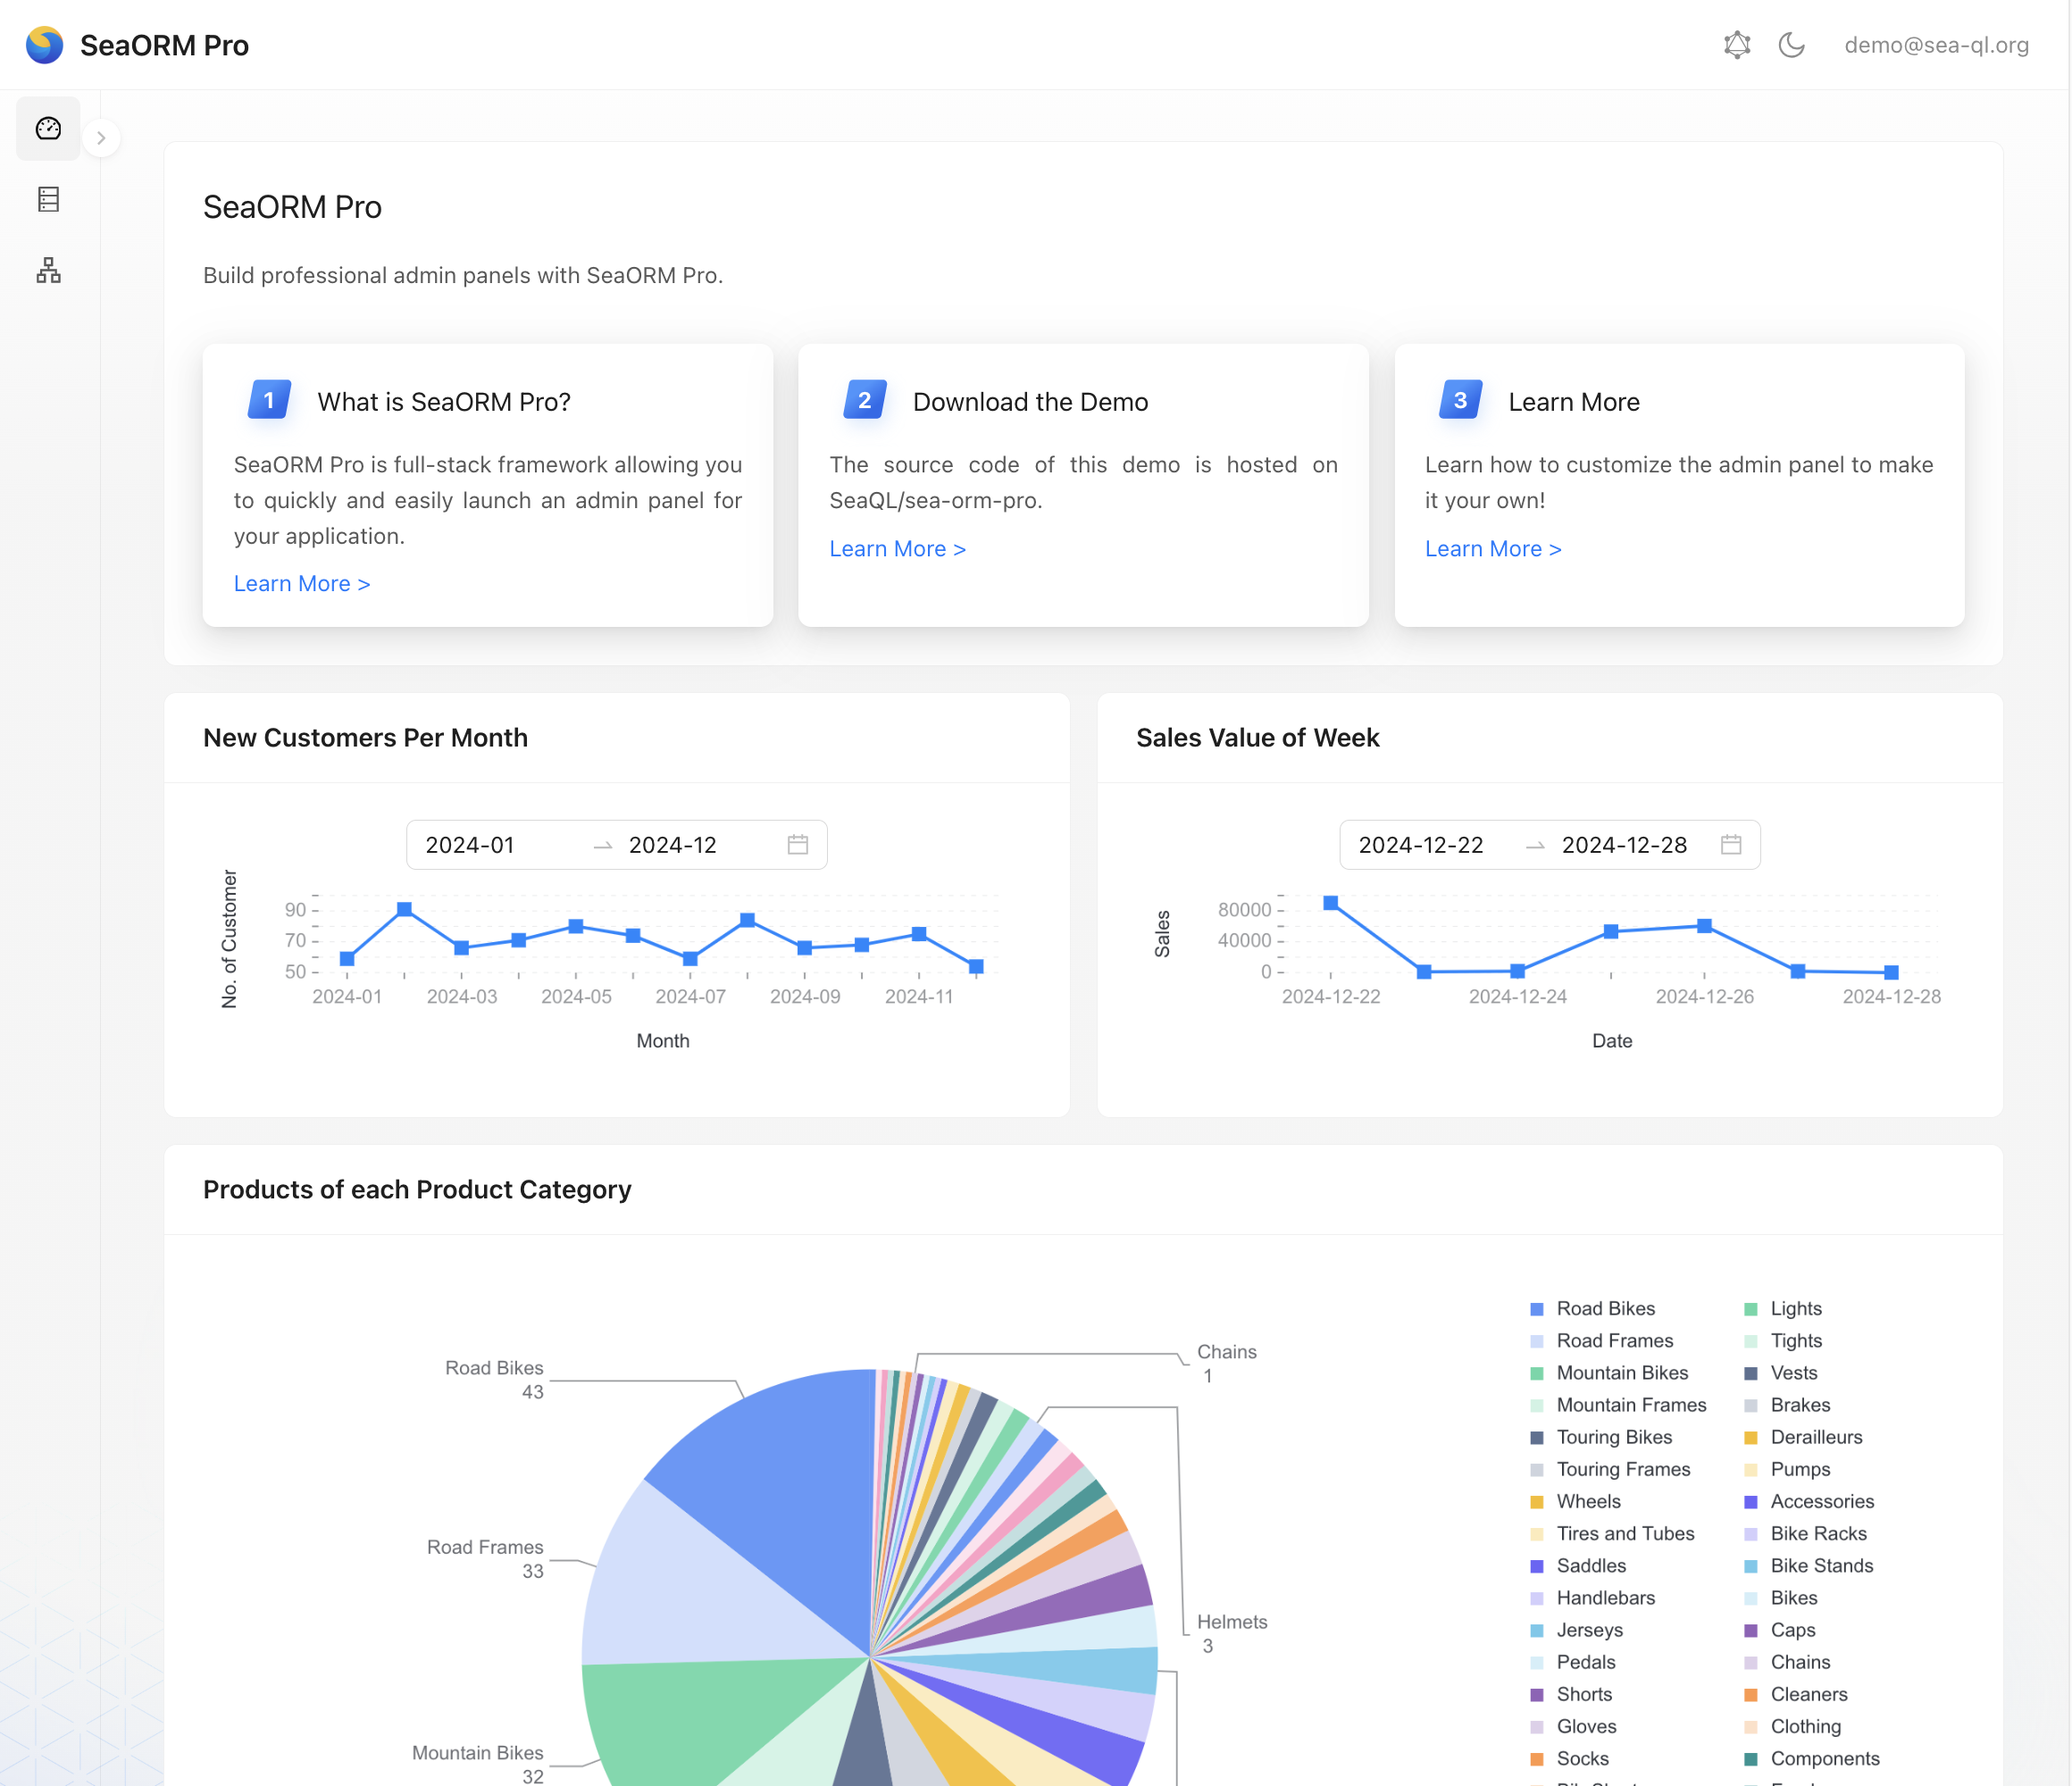 SeaORM Pro
demo@sea-ql.org
SeaORM Pro
Build professional admin panels with SeaORM Pro.
1
What is SeaORM Pro?
SeaORM Pro is full-stack framework allowing you
to quickly and easily launch an admin panel for
your application.
Learn More >
2
Download the Demo
The source code of this demo is hosted on
SeaQL/sea-orm-pro.
Learn More >
3
Learn More
Learn how to customize the admin panel to make
it your own!
Learn More >
New Customers Per Month
2024-01
2024-12
No. of Customer
90
70
50
2024-01
2024-03
2024-05
2024-07
2024-09
2024-11
Month
Sales Value of Week
2024-12-22
2024-12-28
Sales
80000
40000
0
2024-12-22
2024-12-24
2024-12-26
2024-12-28
Date
Products of each Product Category
Road Bikes
43
Road Frames
33
Mountain Bikes
32
Chains
1
Helmets
3
Road Bikes
Road Frames
Mountain Bikes
Mountain Frames
Touring Bikes
Touring Frames
Wheels
Tires and Tubes
Saddles
Handlebars
Jerseys
Pedals
Shorts
Gloves
Socks
Lights
Tights
Vests
Brakes
Derailleurs
Pumps
Accessories
Bike Racks
Bike Stands
Bikes
Caps
Chains
Cleaners
Clothing
Components